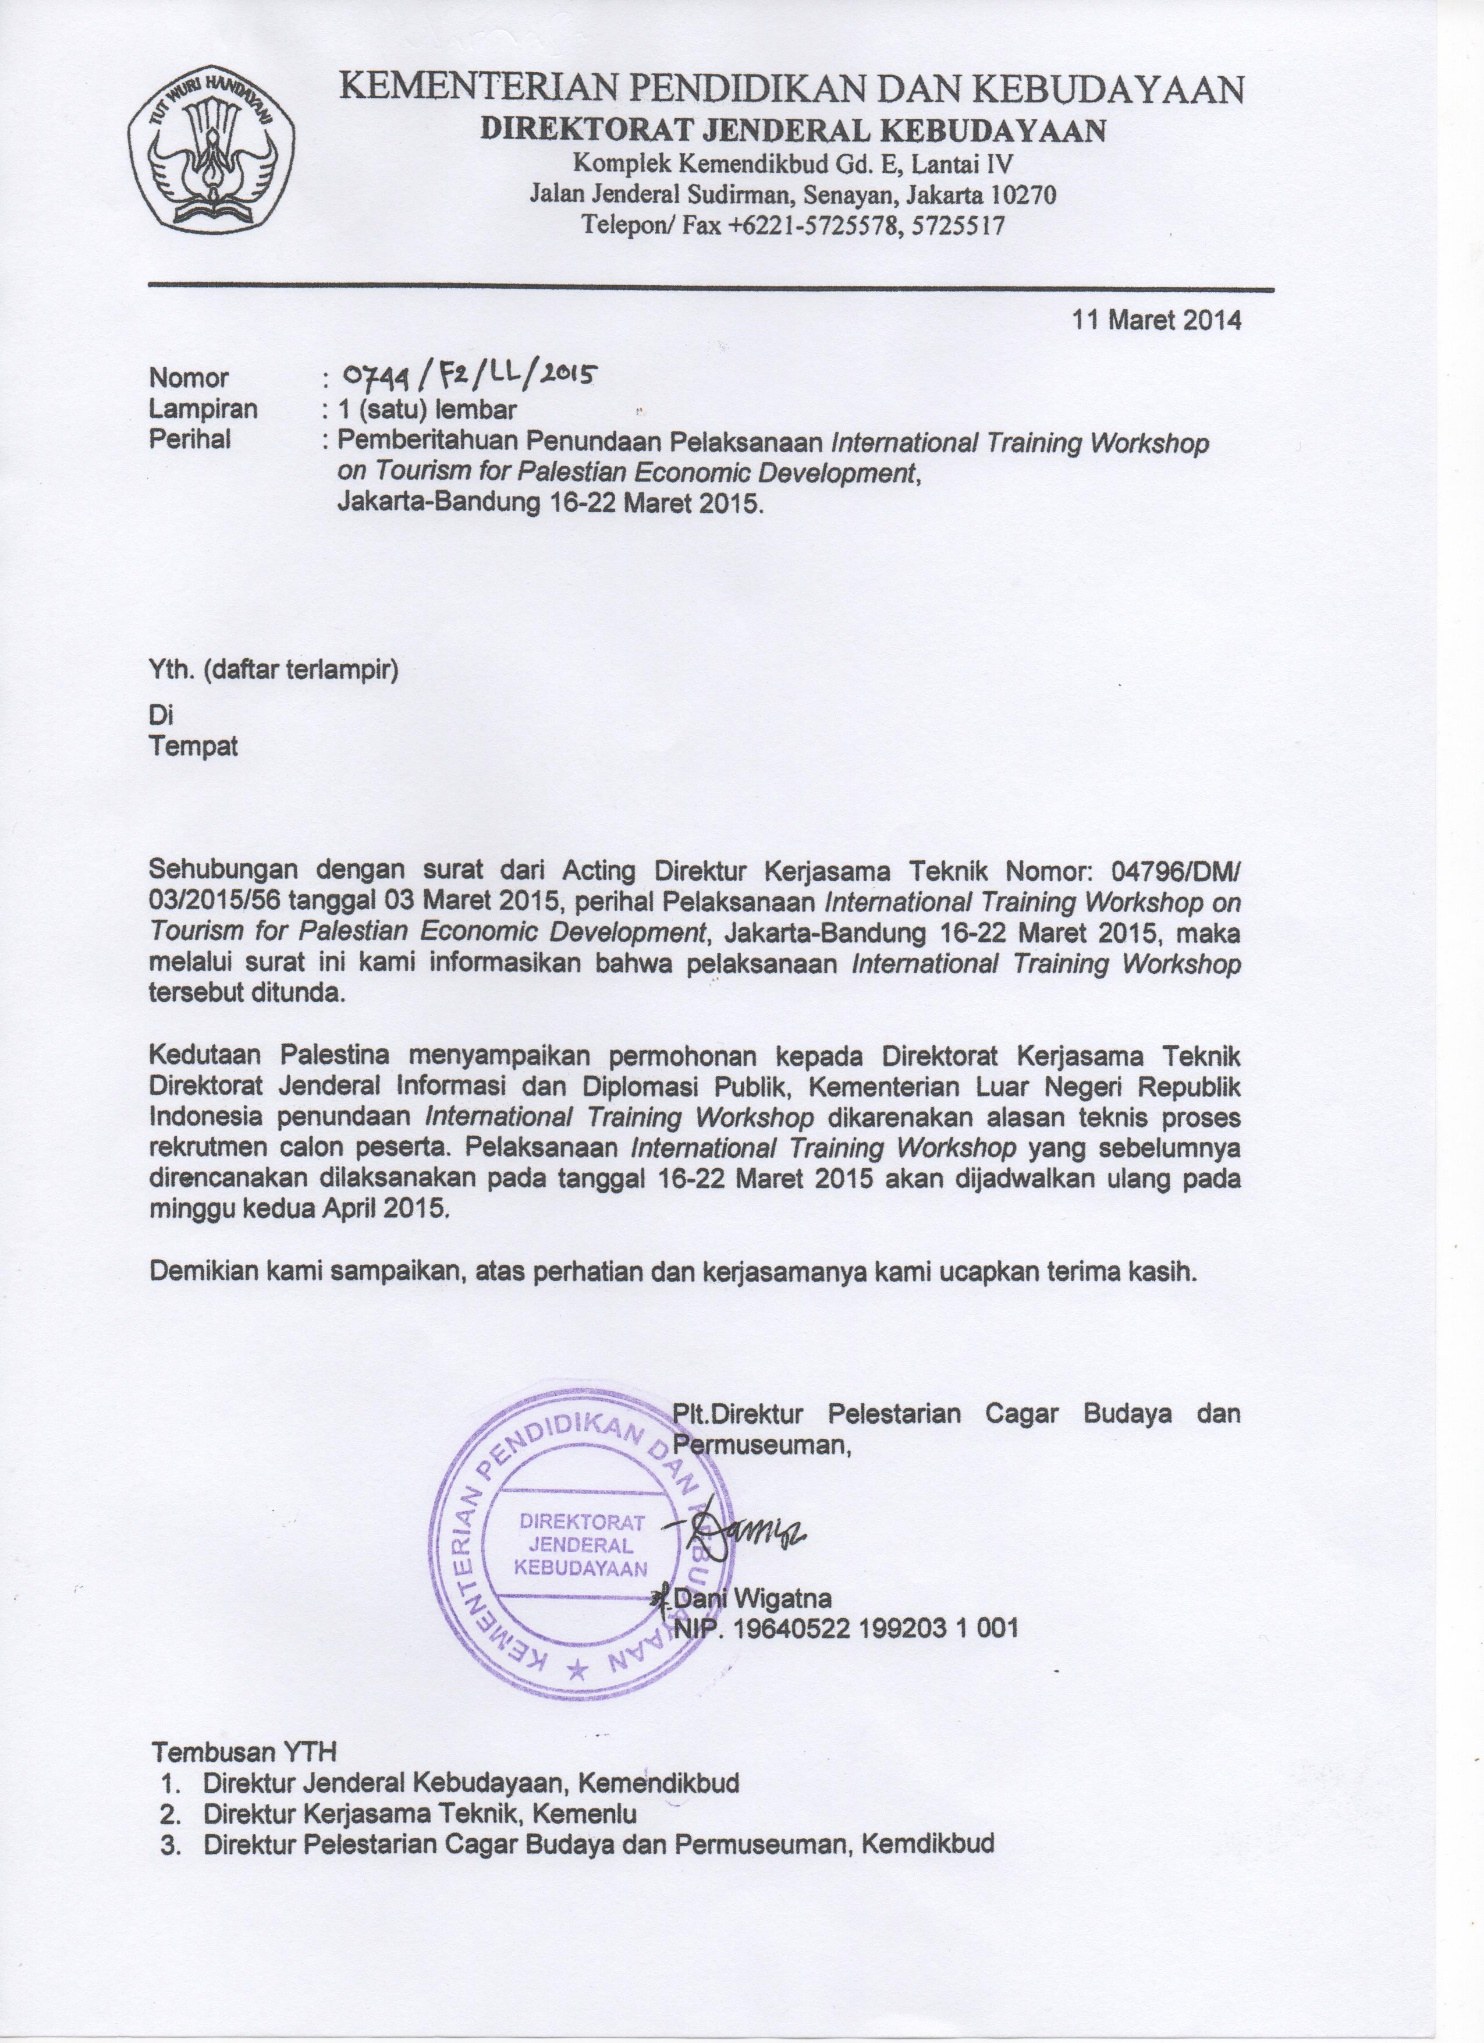 TUT WURI HANDAYANI
KEMENTERIAN PENDIDIKAN DAN KEBUDAYAAN
DIREKTORAT JENDERAL KEBUDAYAAN
Komplek Kemendikbud Gd. E, Lantai IV
Jalan Jenderal Sudirman, Senayan, Jakarta 10270
Telepon/ Fax +6221-5725578, 5725517
11 Maret 2014
Nomor : 0744/F2/LL/2015
Lampiran : 1 (satu) lembar
Perihal : Pemberitahuan Penundaan Pelaksanaan International Training Workshop
on Tourism for Palestian Economic Development,
Jakarta-Bandung 16-22 Maret 2015.
Yth. (daftar terlampir)
Di
Tempat
Sehubungan dengan surat dari Acting Direktur Kerjasama Teknik Nomor: 04796/DM/
03/2015/56 tanggal 03 Maret 2015, perihal Pelaksanaan International Training Workshop on
Tourism for Palestian Economic Development, Jakarta-Bandung 16-22 Maret 2015, maka
melalui surat ini kami informasikan bahwa pelaksanaan International Training Workshop
tersebut ditunda.
Kedutaan Palestina menyampaikan permohonan kepada Direktorat Kerjasama Teknik
Direktorat Jenderal Informasi dan Diplomasi Publik, Kementerian Luar Negeri Republik
Indonesia penundaan International Training Workshop dikarenakan alasan teknis proses
rekrutmen calon peserta. Pelaksanaan International Training Workshop yang sebelumnya
direncanakan dilaksanakan pada tanggal 16-22 Maret 2015 akan dijadwalkan ulang pada
minggu kedua April 2015.
Demikian kami sampaikan, atas perhatian dan kerjasamanya kami ucapkan terima kasih.
Plt.Direktur Pelestarian Cagar Budaya dan
Permuseuman,
KEMENTERIAN PENDIDIKAN DAN KEBUDAYAAN
DIREKTORAT
JENDERAL
KEBUDAYAAN
Dani Wigatna
NIP. 19640522 199203 1 001
Tembusan YTH
1. Direktur Jenderal Kebudayaan, Kemendikbud
2. Direktur Kerjasama Teknik, Kemenlu
3. Direktur Pelestarian Cagar Budaya dan Permuseuman, Kemdikbud